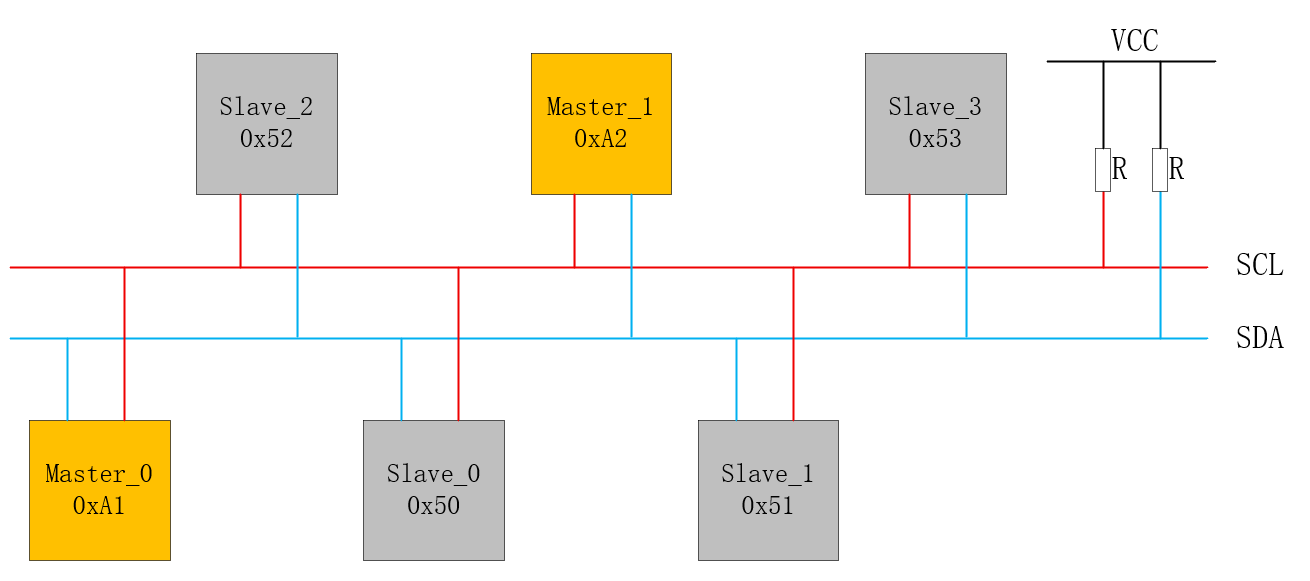 VCC
Slave_2
0x52
Master_1
0xA2
Slave_3
0x53
R
R
SCL
SDA
Master_0
0xA1
Slave_0
0x50
Slave_1
0x51